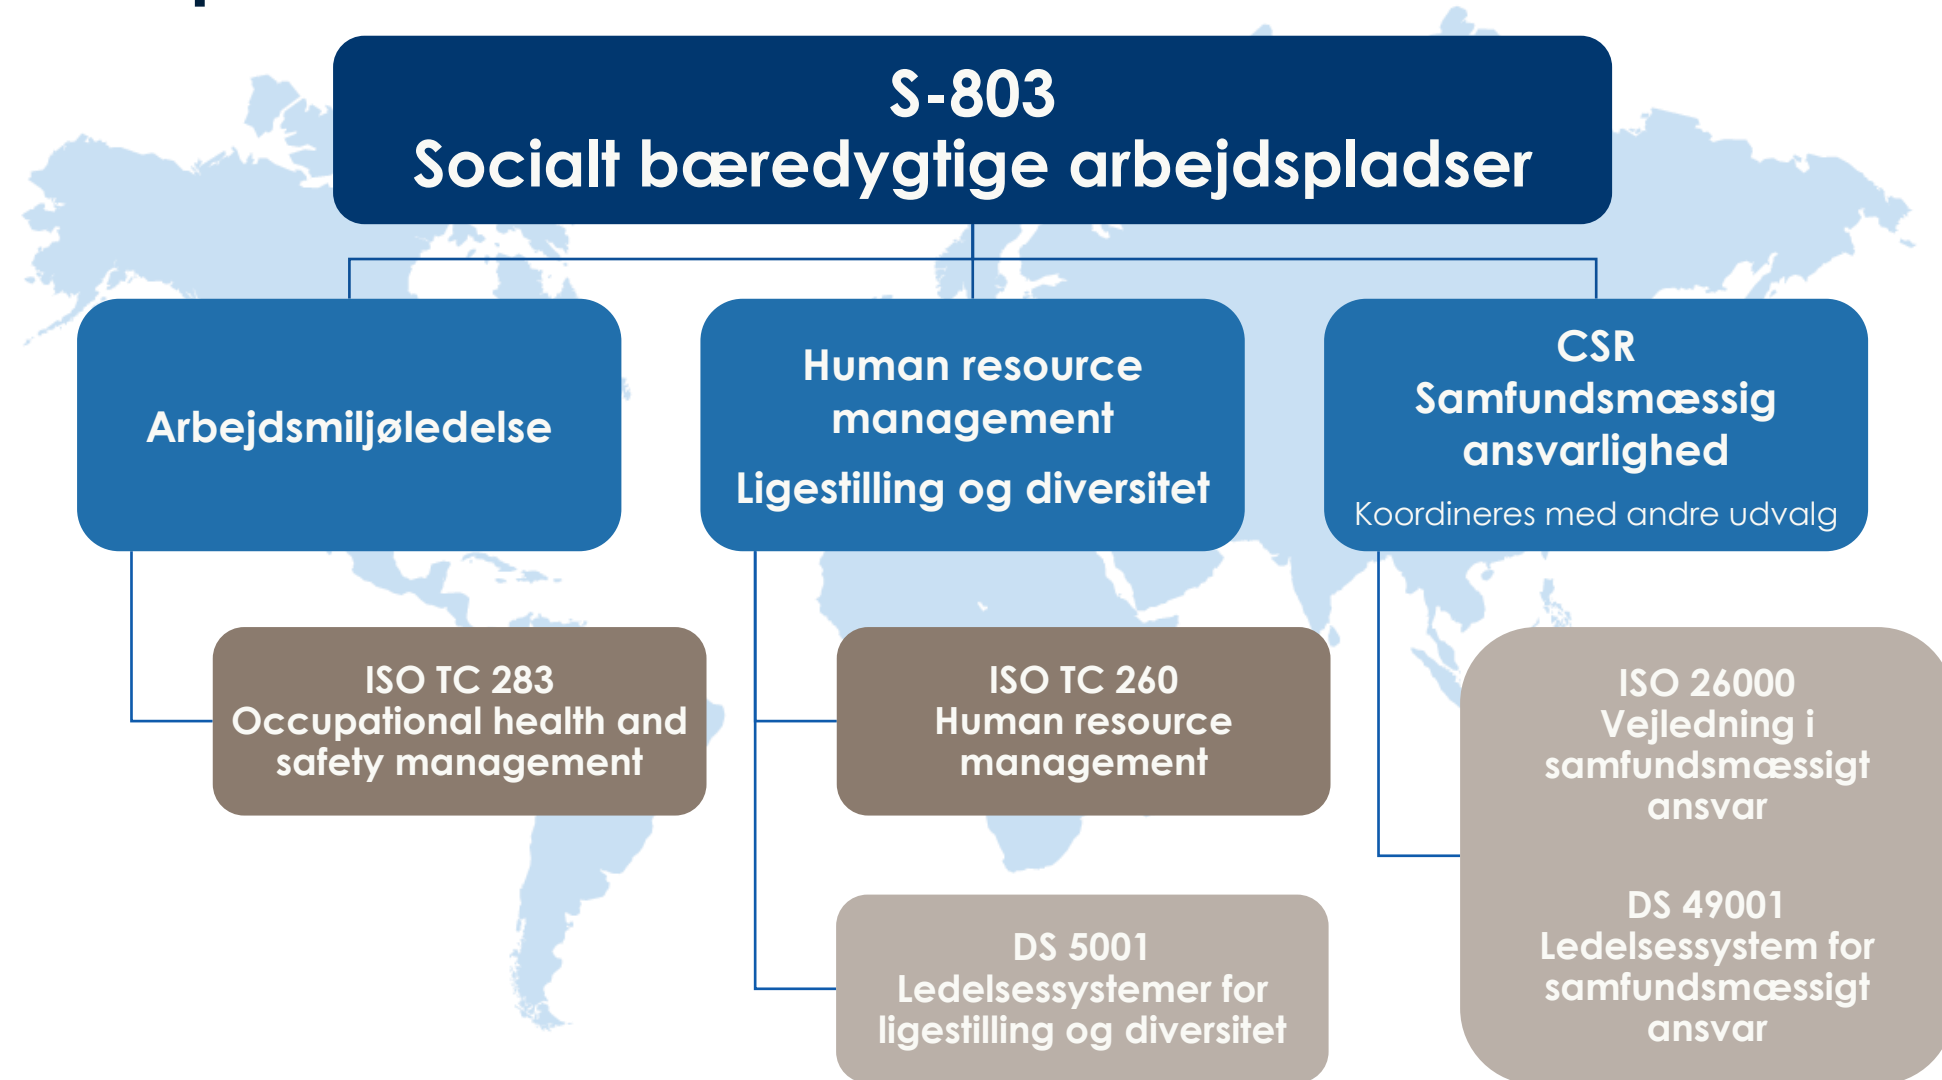 S-803
Socialt bæredygtige arbejdspladser
Arbejdsmiljøledelse
Human resource
management
Ligestilling og diversitet
CSR
Samfundsmæssig
ansvarlighed
Koordineres med andre udvalg
ISO TC 283
Occupational health and
safety management
ISO TC 260
Human resource
management
DS 5001
Ledelsessystemer for
ligestilling og diversitet
ISO 26000
Vejledning i
samfundsmæssigt
ansvar
DS 49001
Ledelsessystem for
samfundsmæssigt
ansvar